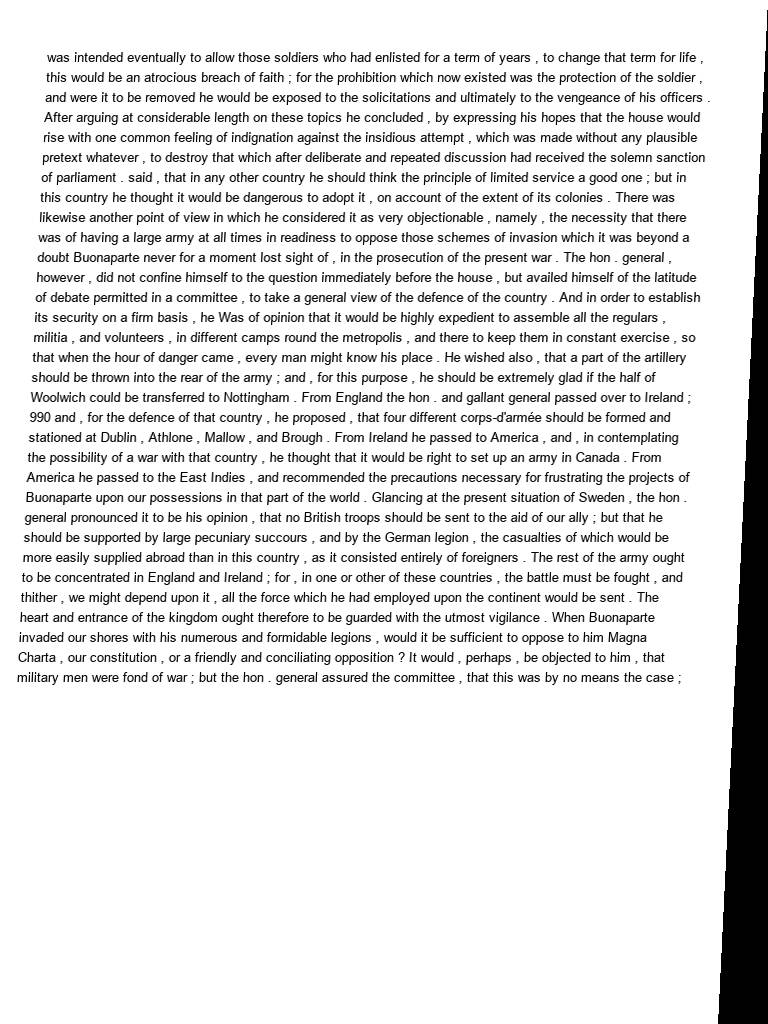 was intended eventually to allow those soldiers who had enlisted for a term of years , to change that term for life ,
this would be an atrocious breach of faith ; for the prohibition which now existed was the protection of the soldier ,
and were it to be removed he would be exposed to the solicitations and ultimately to the vengeance of his officers .
After arguing at considerable length on these topics he concluded , by expressing his hopes that the house would
rise with one common feeling of indignation against the insidious attempt , which was made without any plausible
pretext whatever , to destroy that which after deliberate and repeated discussion had received the solemn sanction
of parliament . said , that in any other country he should think the principle of limited service a good one ; but in
this country he thought it would be dangerous to adopt it , on account of the extent of its colonies . There was
likewise another point of view in which he considered it as very objectionable , namely , the necessity that there
was of having a large army at all times in readiness to oppose those schemes of invasion which it was beyond a
doubt Buonaparte never for a moment lost sight of , in the prosecution of the present war . The hon . general ,
however , did not confine himself to the question immediately before the house , but availed himself of the latitude
of debate permitted in a committee , to take a general view of the defence of the country . And in order to establish
its security on a firm basis , he Was of opinion that it would be highly expedient to assemble all the regulars ,
militia , and volunteers , in different camps round the metropolis , and there to keep them in constant exercise , so
that when the hour of danger came , every man might know his place . He wished also , that a part of the artillery
should be thrown into the rear of the army ; and , for this purpose , he should be extremely glad if the half of
Woolwich could be transferred to Nottingham . From England the hon . and gallant general passed over to Ireland ;
990 and , for the defence of that country , he proposed , that four different corps-d'armée should be formed and
stationed at Dublin , Athlone , Mallow , and Brough . From Ireland he passed to America , and , in contemplating
the possibility of a war with that country , he thought that it would be right to set up an army in Canada . From
America he passed to the East Indies , and recommended the precautions necessary for frustrating the projects of
Buonaparte upon our possessions in that part of the world . Glancing at the present situation of Sweden , the hon .
general pronounced it to be his opinion , that no British troops should be sent to the aid of our ally ; but that he
should be supported by large pecuniary succours , and by the German legion , the casualties of which would be
more easily supplied abroad than in this country , as it consisted entirely of foreigners . The rest of the army ought
to be concentrated in England and Ireland ; for , in one or other of these countries , the battle must be fought , and
thither , we might depend upon it , all the force which he had employed upon the continent would be sent . The
heart and entrance of the kingdom ought therefore to be guarded with the utmost vigilance . When Buonaparte
invaded our shores with his numerous and formidable legions , would it be sufficient to oppose to him Magna
Charta , our constitution , or a friendly and conciliating opposition ? It would , perhaps , be objected to him , that
military men were fond of war ; but the hon . general assured the committee , that this was by no means the case ;